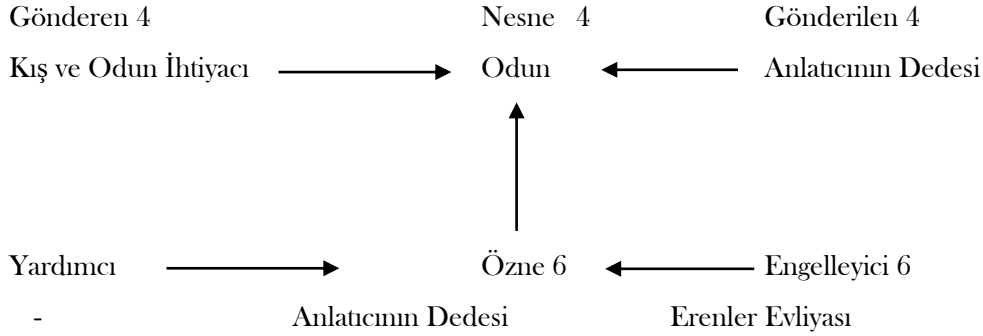 Gönderen 4 Nesne 4 Gönderilen 4
Kış ve Odun İhtiyacı Odun Anlatıcının Dedesi
Yardımcı Özne 6 Engelleyici 6
- Anlatıcının Dedesi Erenler Evliyası